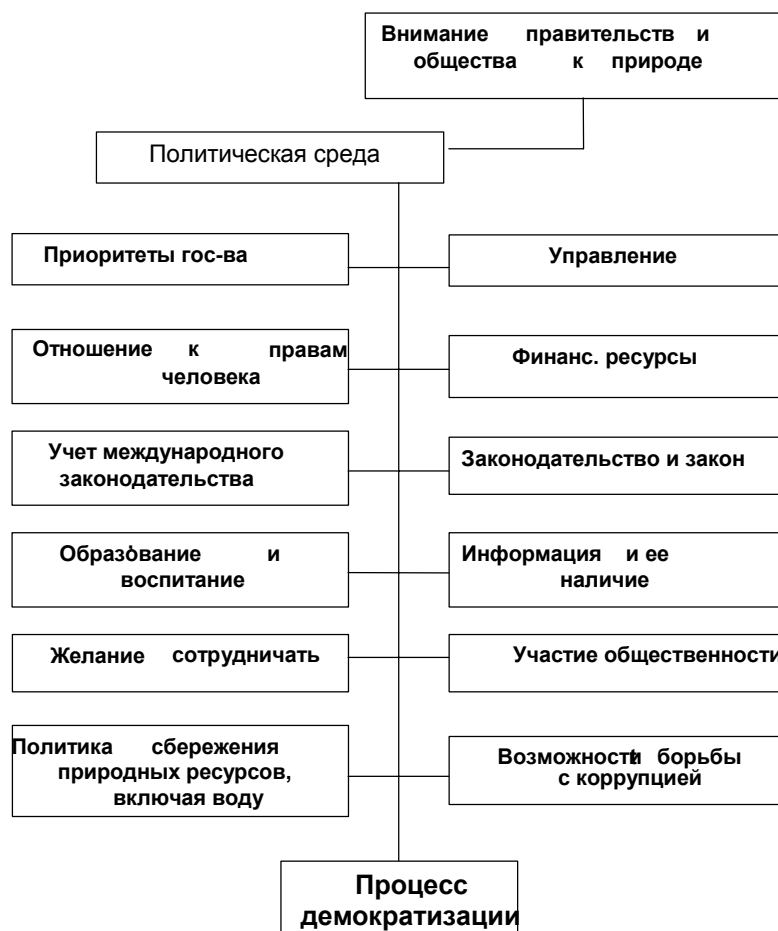 Внимание правительств и
общества к природе
Политическая среда
Приоритеты гос-ва
Управление
Отношение к правам
человека
Финанс. ресурсы
Учет международного
законодательства
Законодательство и закон
Образование и
воспитание
Информация и ее
наличие
Желание сотрудничать
Участие общественности
Политика сбережения
природных ресурсов,
включая воду
Возможности борьбы
с коррупцией
Процесс
демократизации